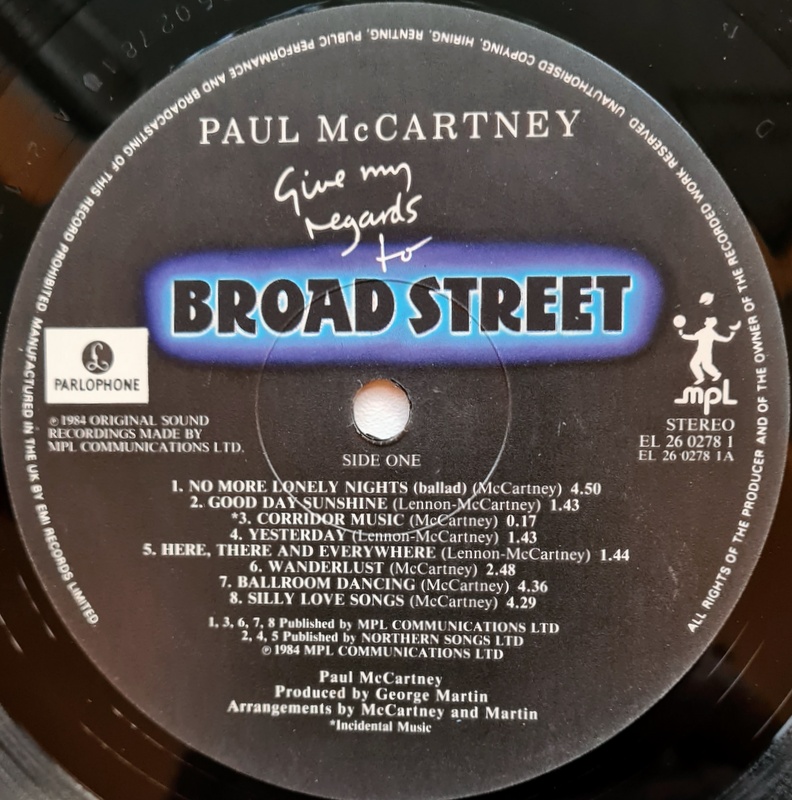 PAUL McCARTNEY
Give my
regards
to
BROAD STREET
£
PARLOPHONE
mpl
℗ 1984 ORIGINAL SOUND
RECORDINGS MADE BY
MPL COMMUNICATIONS LTD.
STEREO
EL 26 0278 1
EL 26 0278 1A
SIDE ONE
1. NO MORE LONELY NIGHTS (ballad) (McCartney) 4.50
2. GOOD DAY SUNSHINE (Lennon-McCartney) 1.43
*3. CORRIDOR MUSIC (McCartney) 0.17
4. YESTERDAY (Lennon-McCartney) 1.43
5. HERE, THERE AND EVERYWHERE (Lennon-McCartney) 1.44
6. WANDERLUST (McCartney) 2.48
7. BALLROOM DANCING (McCartney) 4.36
8. SILLY LOVE SONGS (McCartney) 4.29
1, 3, 6, 7, 8 Published by MPL COMMUNICATIONS LTD
2, 4, 5 Published by NORTHERN SONGS LTD
℗ 1984 MPL COMMUNICATIONS LTD
Paul McCartney
Produced by George Martin
Arrangements by McCartney and Martin
*Incidental Music
ALL RIGHTS OF THE PRODUCER AND OF THE OWNER OF THE RECORDED WORK RESERVED. UNAUTHORISED COPYING, HIRING, RENTING, PUBLIC PERFORMANCE AND BROADCASTING OF THIS RECORD PROHIBITED. MANUFACTURED IN THE UK BY EMI RECORDS LIMITED.